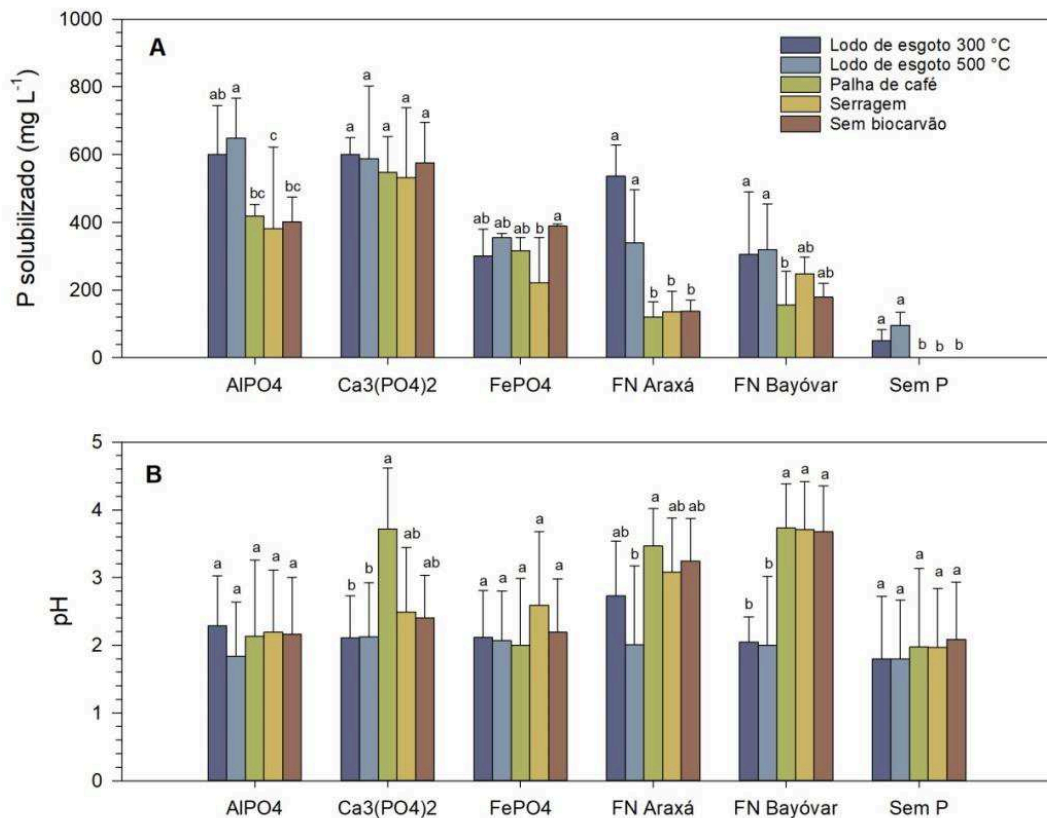 A
P solubilizado (mg L⁻¹)
1000
800
600
400
200
0
Lodo de esgoto 300 °C
Lodo de esgoto 500 °C
Palha de café
Serragem
Sem biocarvão
ab a bc c bc
a a a a a
ab ab ab b a
a a b b b
a a b ab ab
a a b b b
AlPO4 Ca3(PO4)2 FePO4 FN Araxá FN Bayóvar Sem P
B
pH
5
4
3
2
1
0
a a a a a
b b a ab ab
a a a a a
ab b a ab ab
b b a a a
a a a a a
AlPO4 Ca3(PO4)2 FePO4 FN Araxá FN Bayóvar Sem P